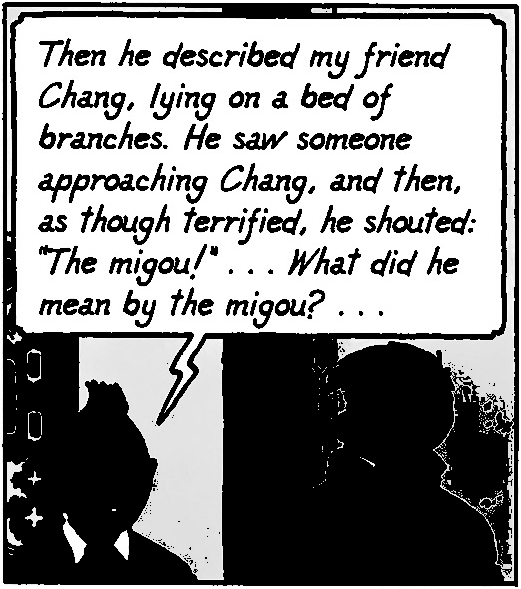 Then he described my friend
Chang, lying on a bed of
branches. He saw someone
approaching Chang, and then,
as though terrified, he shouted:
"The migou!" . . . What did he
mean by the migou? . . .